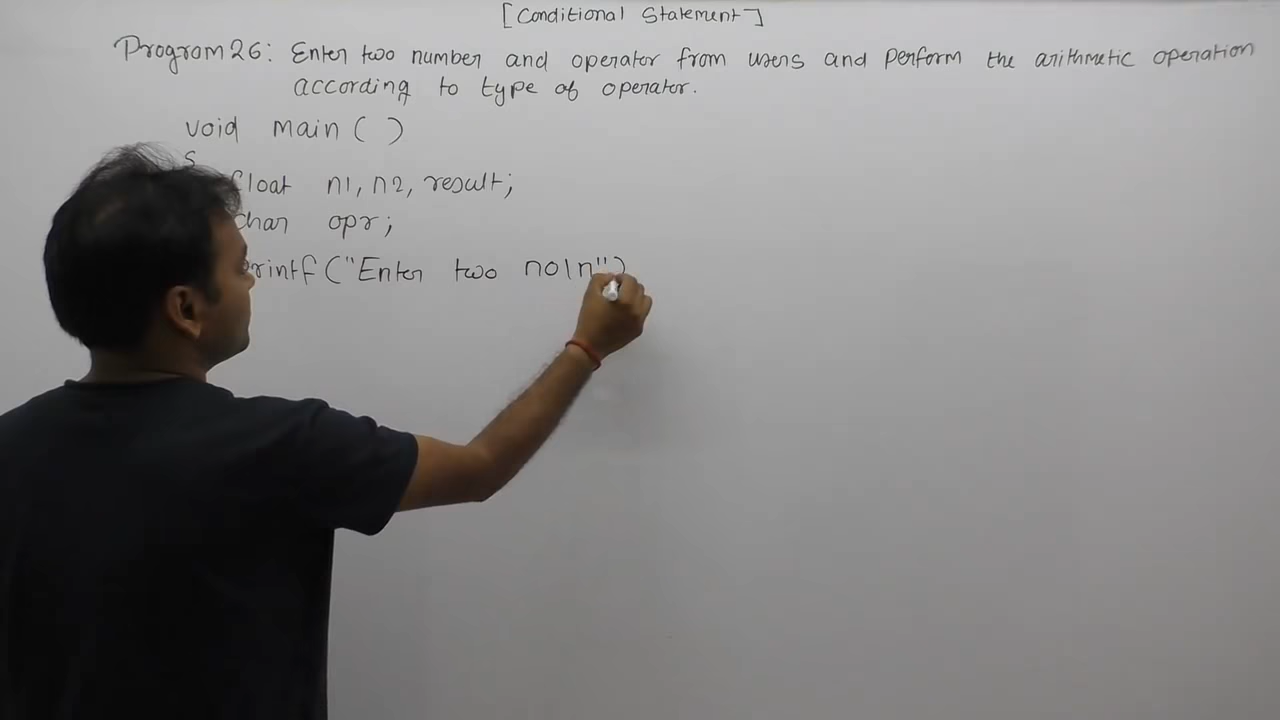 [Conditional Statement]
Program 26: Enter two number and operator from users and perform the arithmetic operation
according to type of operator.
void main( )
{
float n1, n2, result;
char opr;
printf("Enter two no\n")